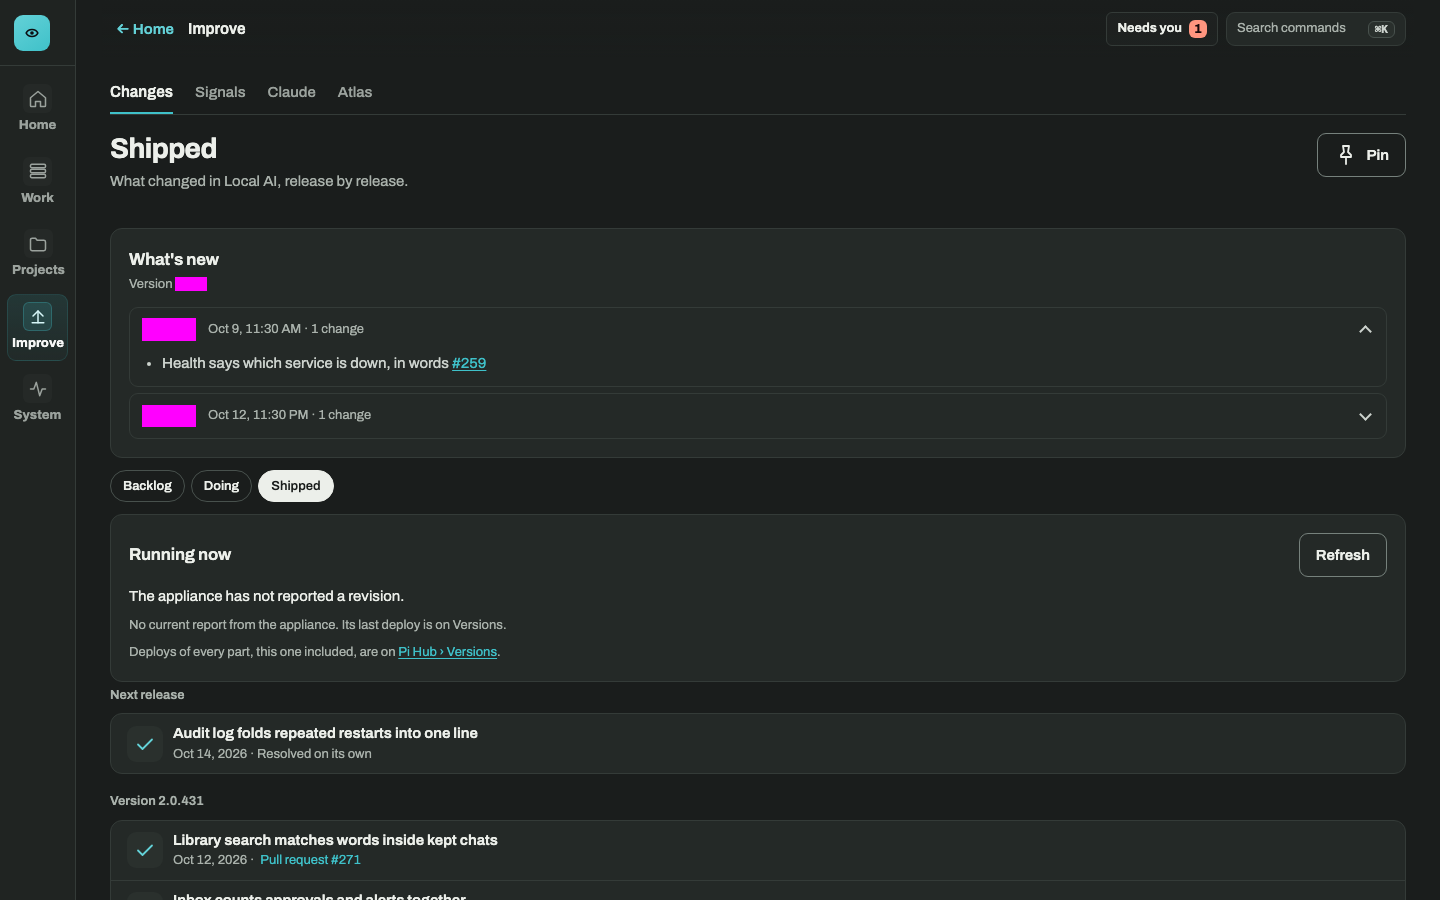 ← Home Improve
Needs you 1
Search commands ⌘K
Home
Work
Projects
Improve
System
Changes Signals Claude Atlas
Shipped
What changed in Local AI, release by release.
Pin
What's new
Version
Oct 9, 11:30 AM · 1 change
• Health says which service is down, in words #259
Oct 12, 11:30 PM · 1 change
Backlog Doing Shipped
Running now
Refresh
The appliance has not reported a revision.
No current report from the appliance. Its last deploy is on Versions.
Deploys of every part, this one included, are on Pi Hub › Versions.
Next release
Audit log folds repeated restarts into one line
Oct 14, 2026 · Resolved on its own
Version 2.0.431
Library search matches words inside kept chats
Oct 12, 2026 · Pull request #271
Inbox counts approvals and alerts together